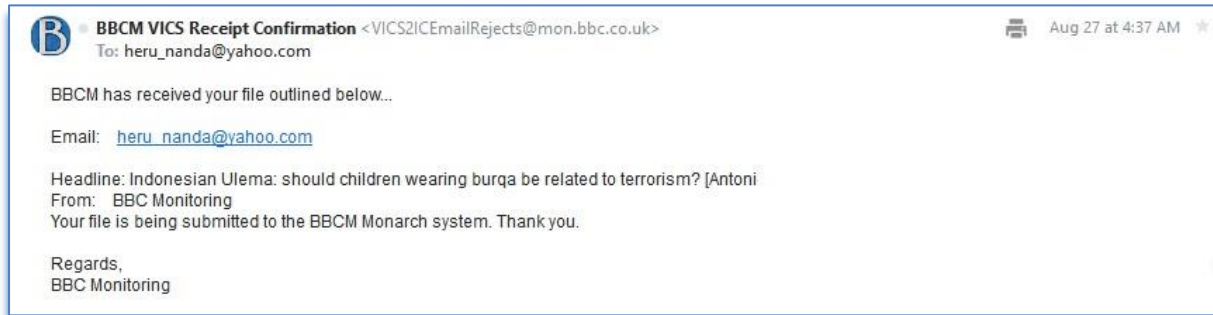 B
BBCM VICS Receipt Confirmation <VICS2ICEmailRejects@mon.bbc.co.uk> Aug 27 at 4:37 AM
To: heru_nanda@yahoo.com
BBCM has received your file outlined below...
Email: heru_nanda@yahoo.com
Headline: Indonesian Ulema: should children wearing burqa be related to terrorism? [Antoni
From: BBC Monitoring
Your file is being submitted to the BBCM Monarch system. Thank you.
Regards,
BBC Monitoring